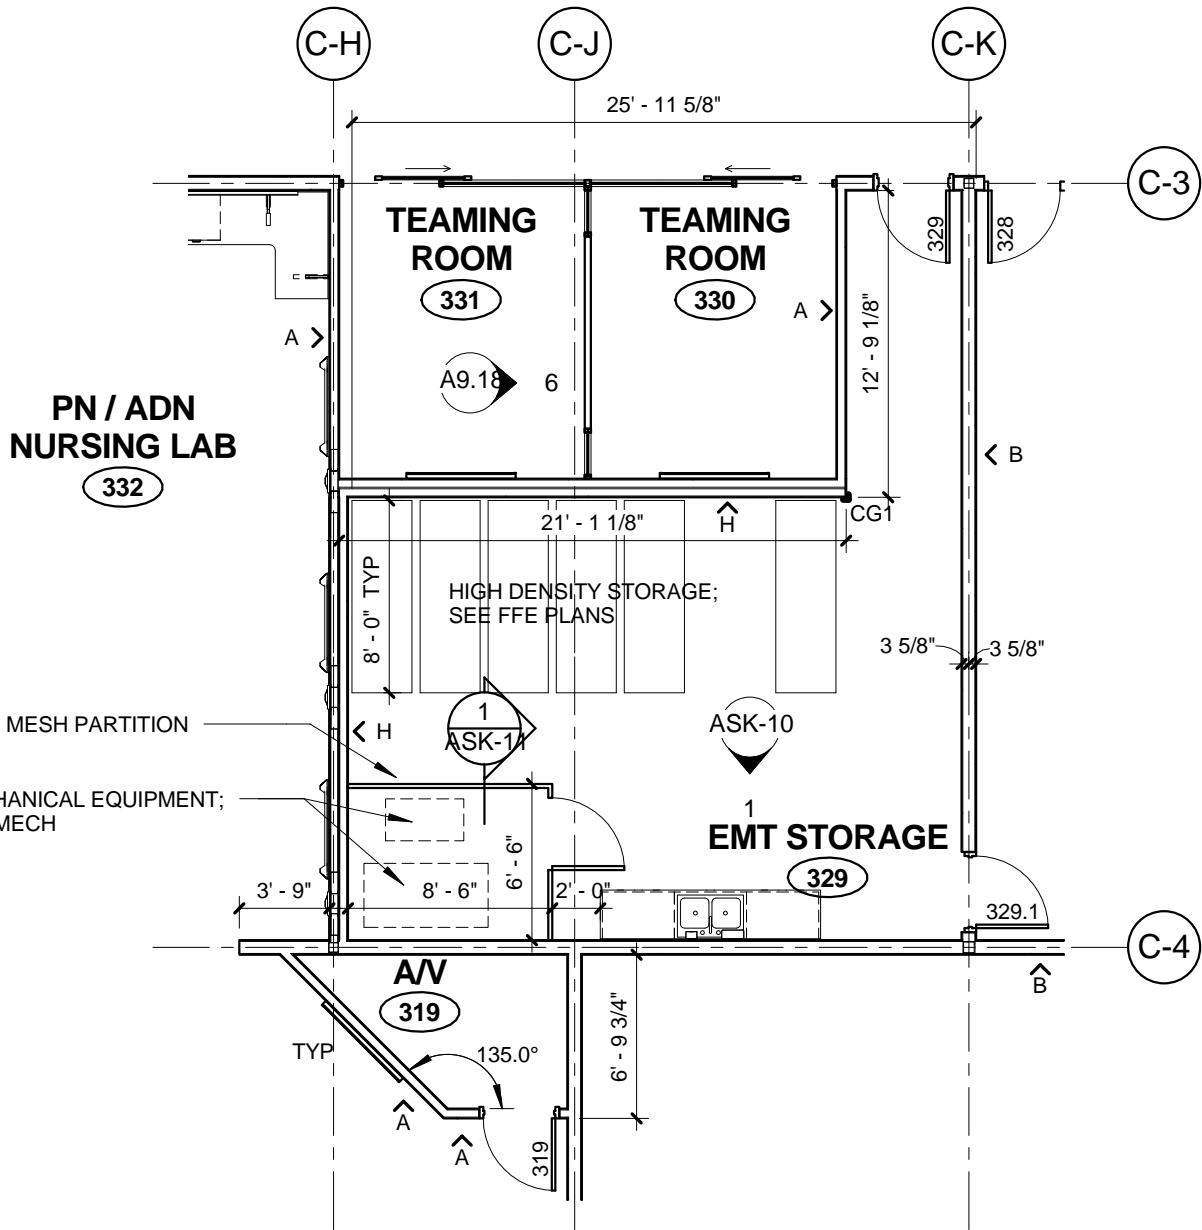 C-H
C-J
C-K
25' - 11 5/8"
C-3
TEAMING
ROOM
331
TEAMING
ROOM
330
329
328
A
A
12' - 9 1/8"
A9.18
6
PN / ADN
NURSING LAB
332
B
CG1
21' - 1 1/8"
H
8' - 0" TYP
HIGH DENSITY STORAGE;
SEE FFE PLANS
3 5/8"
3 5/8"
1
ASK-11
ASK-10
1
MESH PARTITION
H
HANICAL EQUIPMENT;
MECH
EMT STORAGE
329
6' - 6"
3' - 9"
8' - 6"
2' - 0"
329.1
C-4
A/V
319
B
TYP
135.0°
6' - 9 3/4"
A
A
319